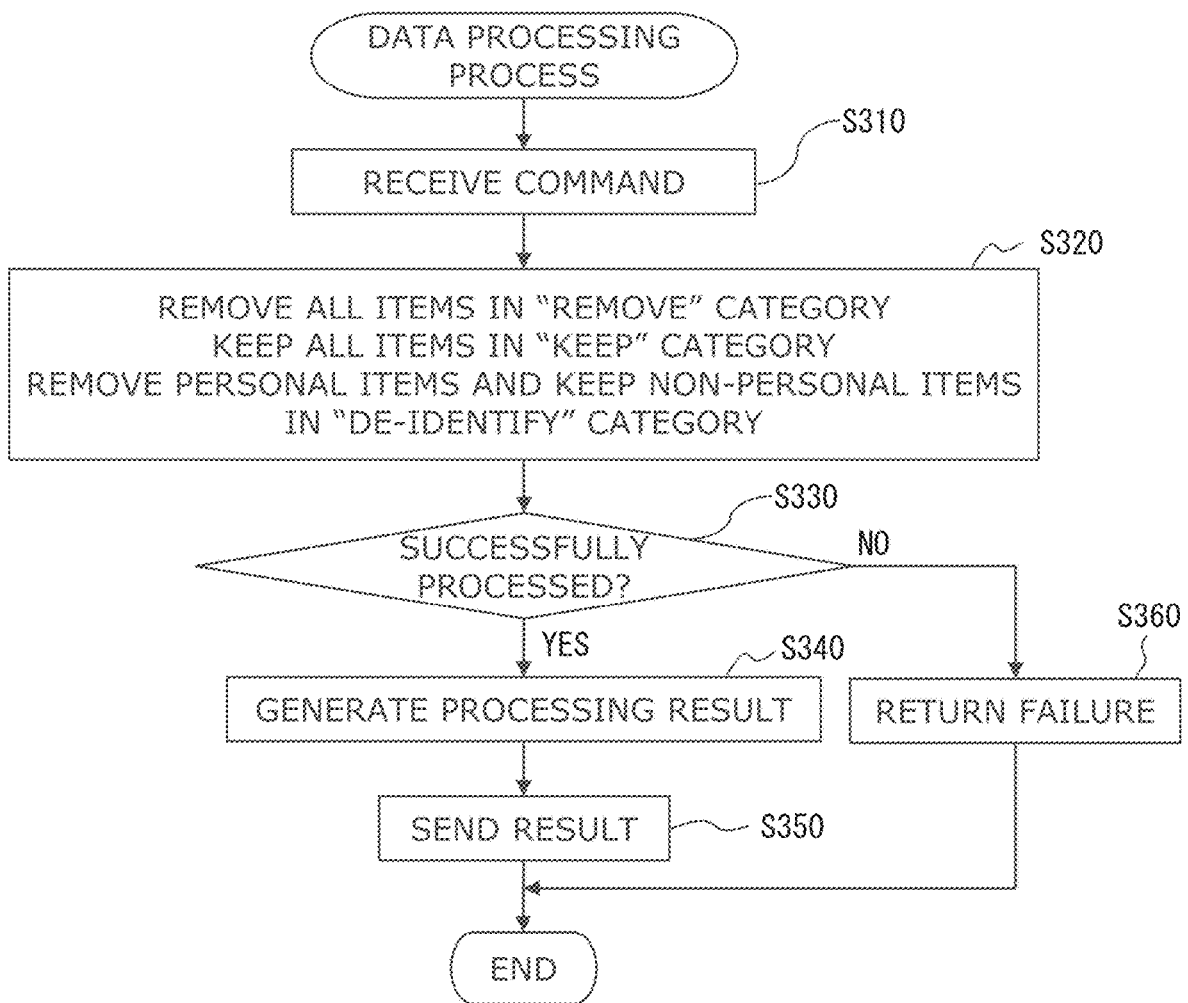 DATA PROCESSING
PROCESS
S310
RECEIVE COMMAND
S320
REMOVE ALL ITEMS IN “REMOVE” CATEGORY
KEEP ALL ITEMS IN “KEEP” CATEGORY
REMOVE PERSONAL ITEMS AND KEEP NON-PERSONAL ITEMS
IN “DE-IDENTIFY” CATEGORY
S330
SUCCESSFULLY
PROCESSED?
NO
YES
S340
S360
GENERATE PROCESSING RESULT
RETURN FAILURE
SEND RESULT
S350
END